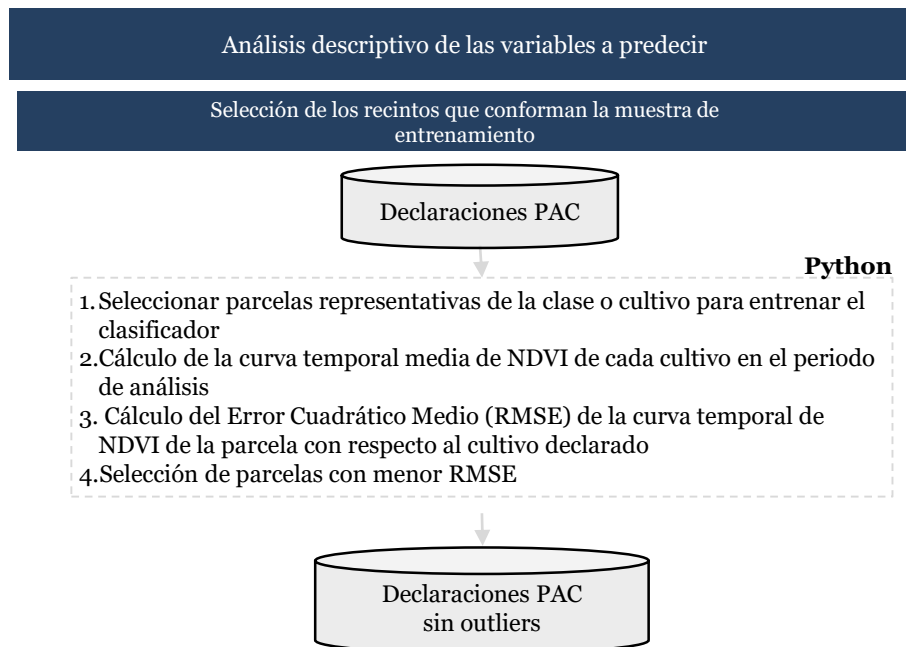 Análisis descriptivo de las variables a predecir
Selección de los recintos que conforman la muestra de
entrenamiento
Declaraciones PAC
Python
1. Seleccionar parcelas representativas de la clase o cultivo para entrenar el
clasificador
2.Cálculo de la curva temporal media de NDVI de cada cultivo en el periodo
de análisis
3. Cálculo del Error Cuadrático Medio (RMSE) de la curva temporal de
NDVI de la parcela con respecto al cultivo declarado
4.Selección de parcelas con menor RMSE
Declaraciones PAC
sin outliers